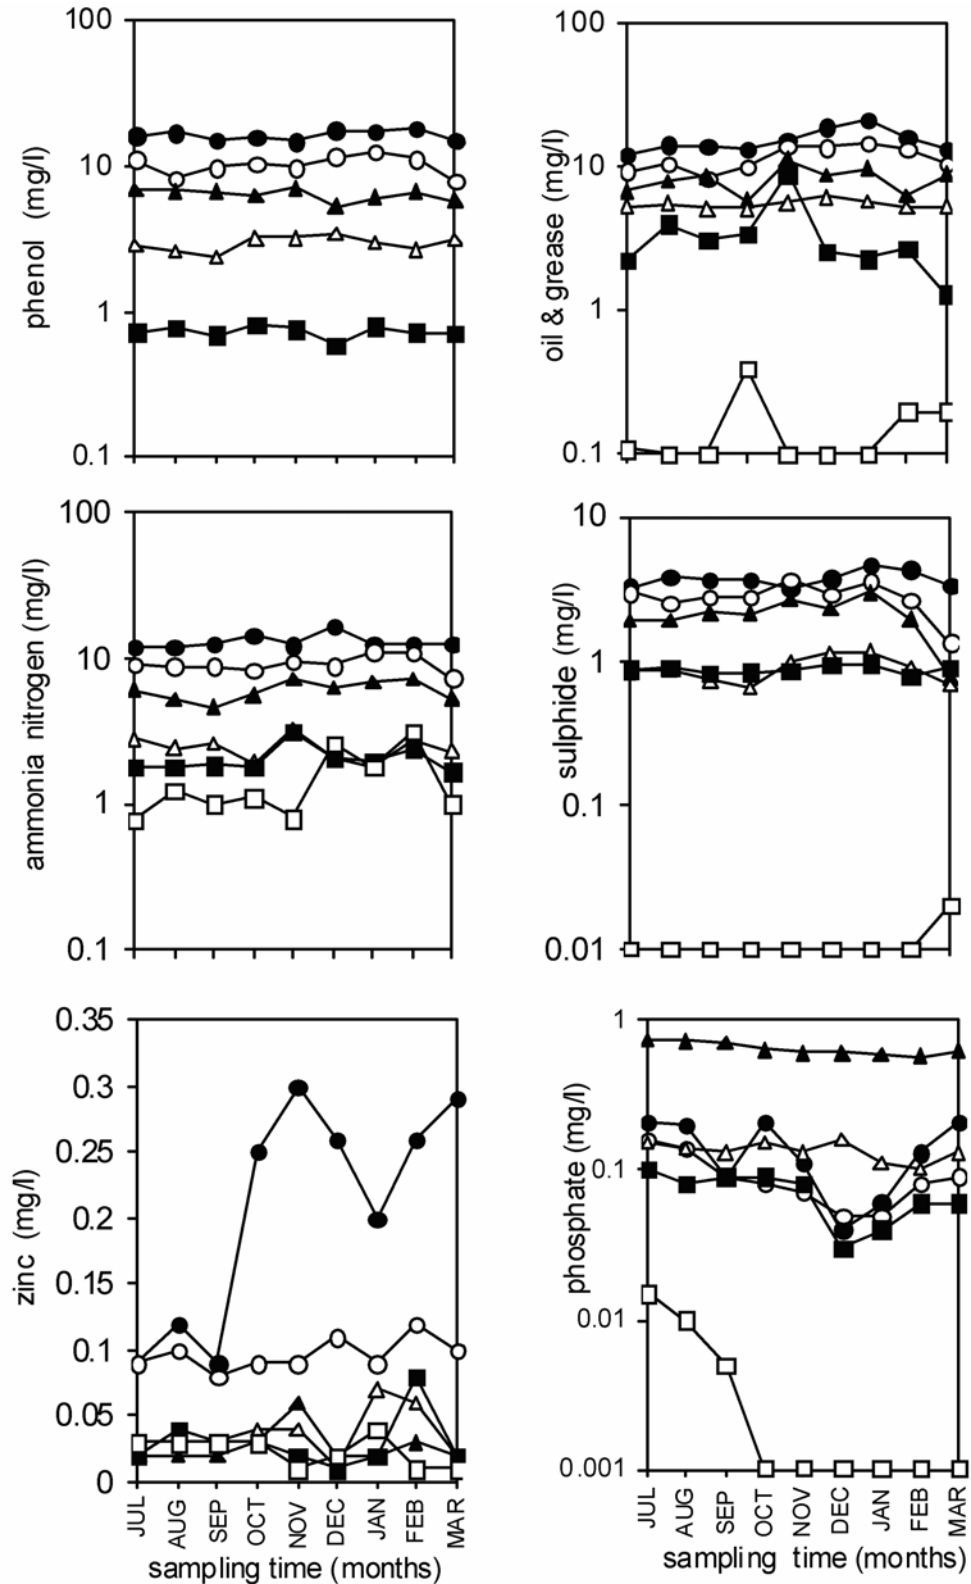 100
10
1
0.1
phenol (mg/l)
100
10
1
0.1
oil & grease (mg/l)
100
10
1
0.1
ammonia nitrogen (mg/l)
10
1
0.1
0.01
sulphide (mg/l)
0.35
0.3
0.25
0.2
0.15
0.1
0.05
0
zinc (mg/l)
JUL AUG SEP OCT NOV DEC JAN FEB MAR
sampling time (months)
1
0.1
0.01
0.001
phosphate (mg/l)
JUL AUG SEP OCT NOV DEC JAN FEB MAR
sampling time (months)